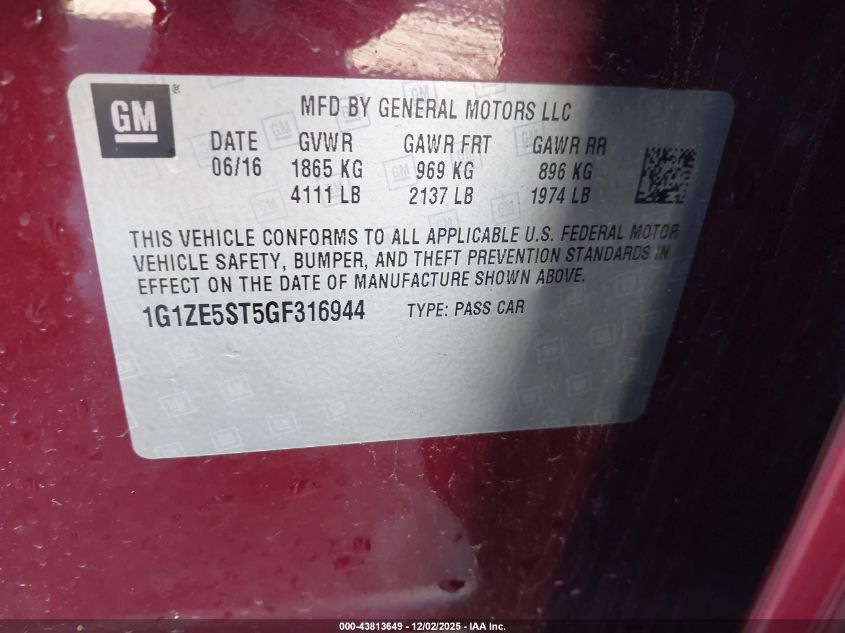 GM ®
MFD BY GENERAL MOTORS LLC
DATE GVWR GAWR FRT GAWR RR
06/16 1865 KG 969 KG 896 KG
4111 LB 2137 LB 1974 LB
THIS VEHICLE CONFORMS TO ALL APPLICABLE U.S. FEDERAL MOTOR
VEHICLE SAFETY, BUMPER, AND THEFT PREVENTION STANDARDS IN
EFFECT ON THE DATE OF MANUFACTURE SHOWN ABOVE.
1G1ZE5ST5GF316944 TYPE: PASS CAR
000-43813649 - 12/02/2025 - IAA Inc.